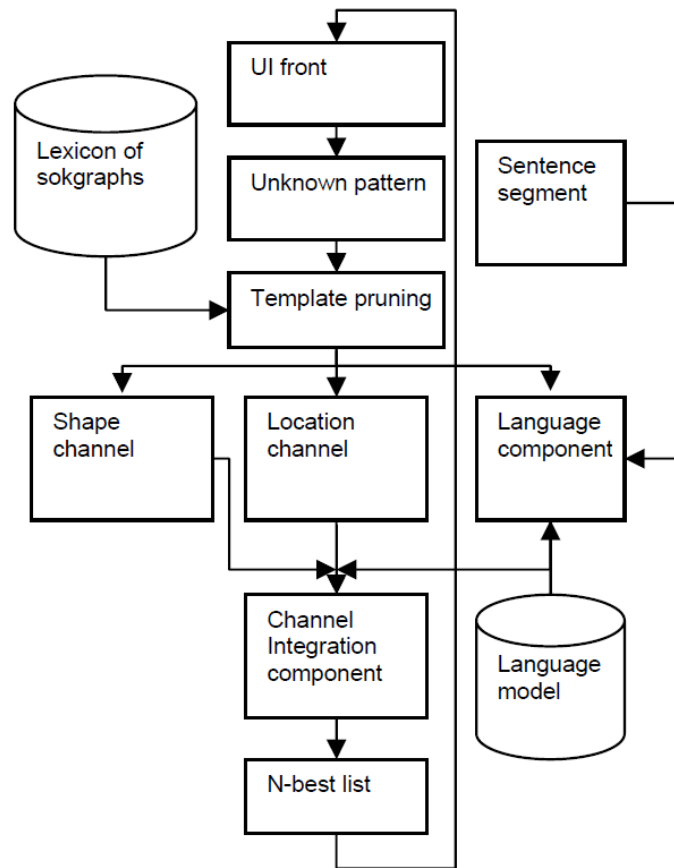 UI front
Lexicon of
sokgraphs
Unknown pattern
Sentence
segment
Template pruning
Shape
channel
Location
channel
Language
component
Channel
Integration
component
Language
model
N-best list